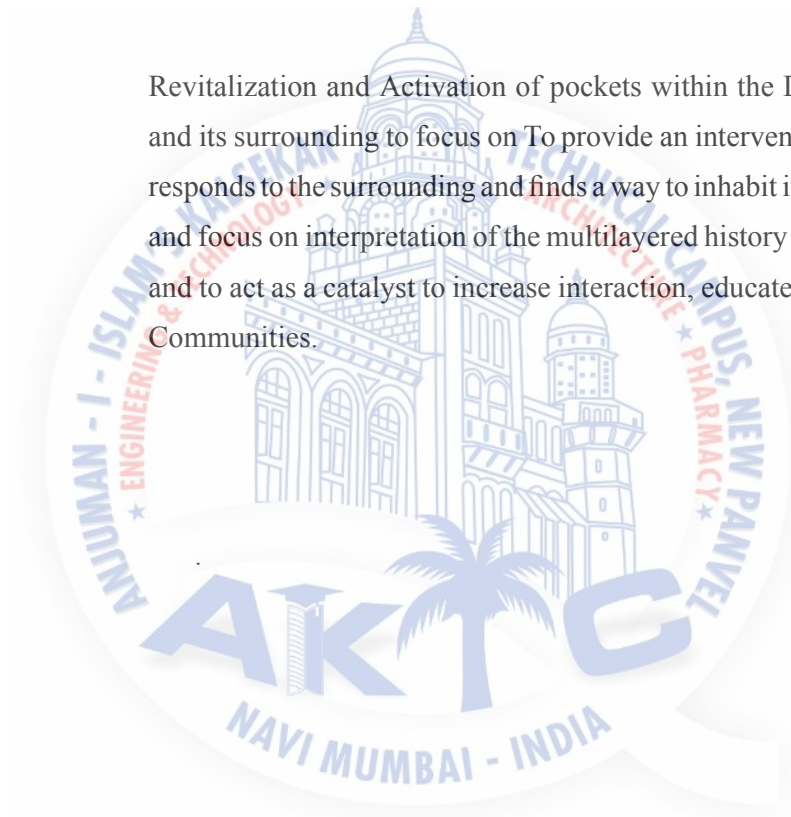 Revitalization and Activation of pockets within the
and its surrounding to focus on To provide an
responds to the surrounding and finds a way to inhabit
and focus on interpretation of the multilayered history
and to act as a catalyst to increase interaction, educate
Communities.
.
ANJUMAN - I - ISLAM'S KALSEKAR TECHNICAL CAMPUS, NEW PANVEL
★ ENGINEERING & TECHNOLOGY ★ ARCHITECTURE ★ PHARMACY ★
AKTC
NAVI MUMBAI - INDIA